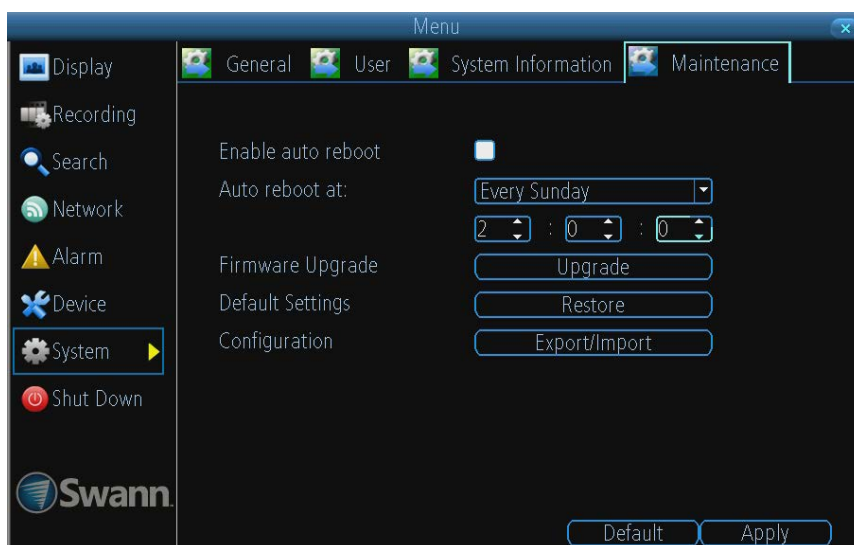 Menu
Display
Recording
Search
Network
Alarm
Device
System
Shut Down
Swann.
General User System Information Maintenance
Enable auto reboot
Auto reboot at: Every Sunday
2 : 0 : 0
Firmware Upgrade Upgrade
Default Settings Restore
Configuration Export/Import
Default Apply